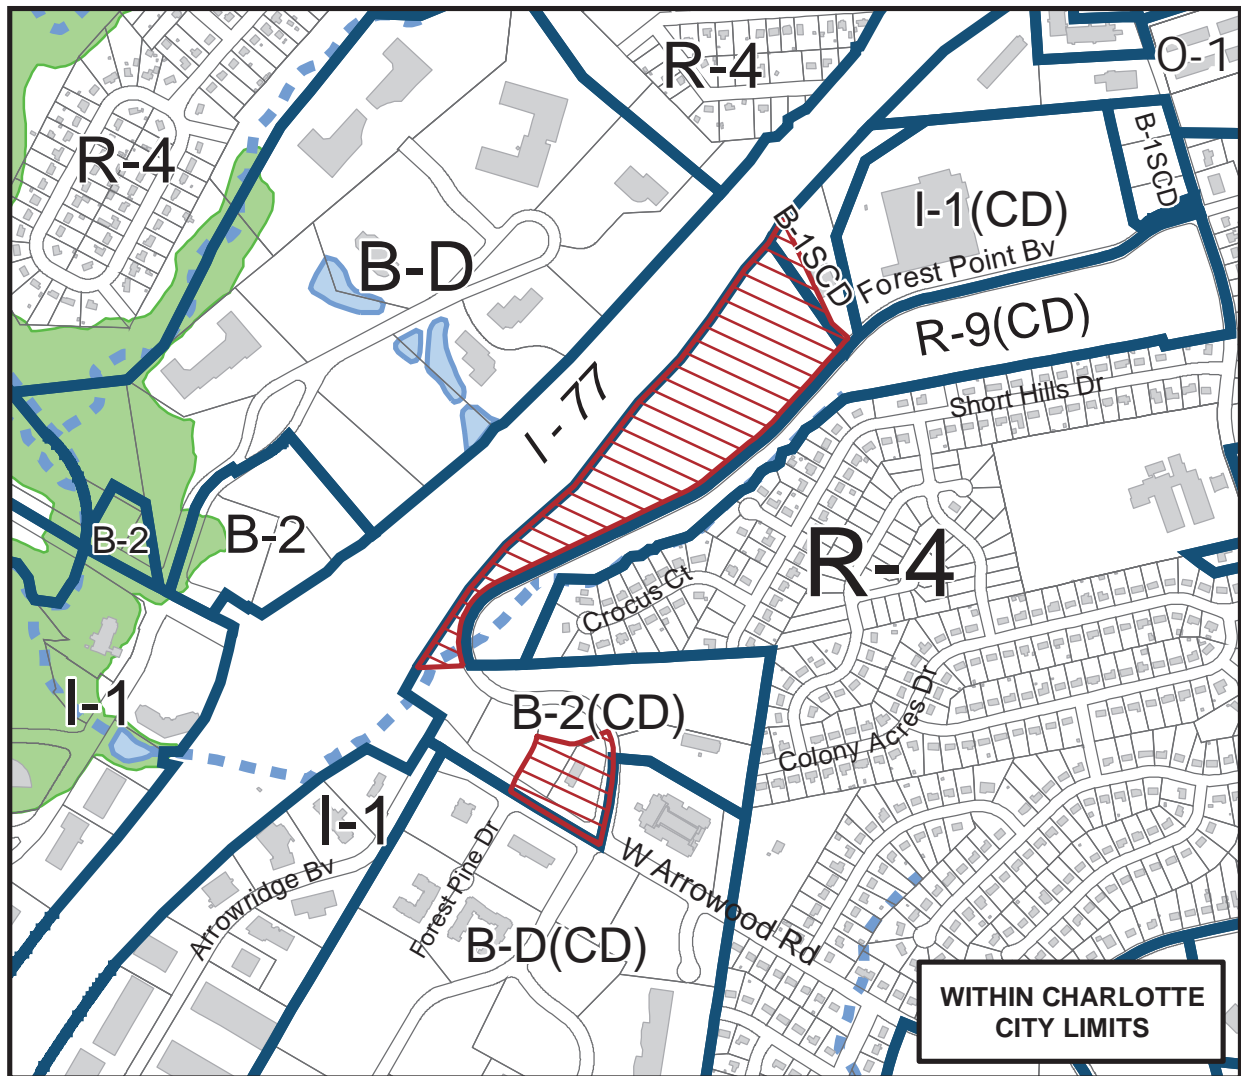 R-4
O-1
R-4
B-1SCD
I-1(CD)
B-D
B-1SCD
Forest Point Bv
R-9(CD)
I - 77
Short Hills Dr
B-2
B-2
R-4
Crocus Ct
I-1
B-2(CD)
Colony Acres Dr
I-1
W Arrowood Rd
Forest Pine Dr
Arrowridge Bv
B-D(CD)
WITHIN CHARLOTTE
CITY LIMITS